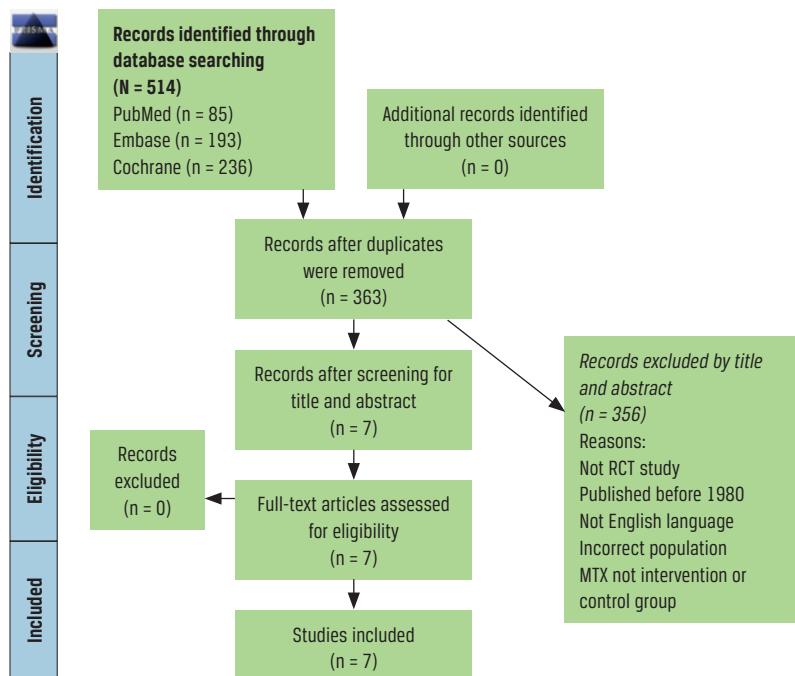 PRISMA
Identification
Screening
Eligibility
Included
Records identified through
database searching
(N = 514)
PubMed (n = 85)
Embase (n = 193)
Cochrane (n = 236)
Additional records identified
through other sources
(n = 0)
Records after duplicates
were removed
(n = 363)
Records after screening for
title and abstract
(n = 7)
Records excluded by title
and abstract
(n = 356)
Reasons:
Not RCT study
Published before 1980
Not English language
Incorrect population
MTX not intervention or
control group
Records
excluded
(n = 0)
Full-text articles assessed
for eligibility
(n = 7)
Studies included
n = 7)